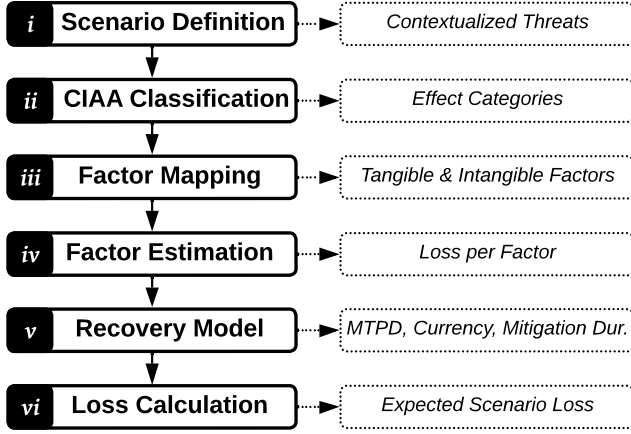 i Scenario Definition Contextualized Threats
ii CIAA Classification Effect Categories
iii Factor Mapping Tangible & Intangible Factors
iv Factor Estimation Loss per Factor
v Recovery Model MTPD, Currency, Mitigation Dur.
vi Loss Calculation Expected Scenario Loss